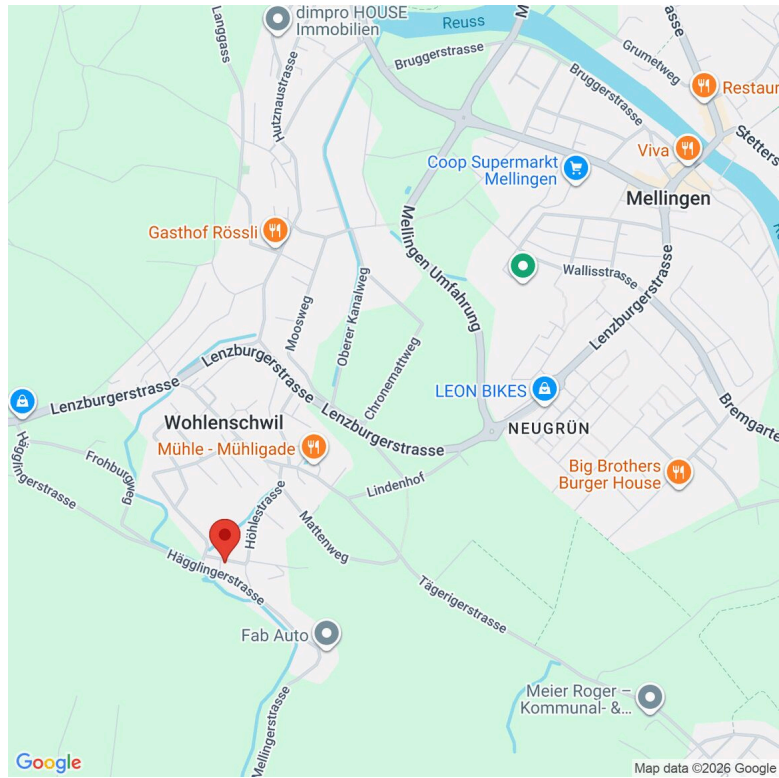 dimpro HOUSE
Immobilien
Reuss
Langgass
Hutznaustrasse
Bruggerstrasse
Grumetweg
Bruggerstrasse
Restaur
Stetters
Viva
Coop Supermarkt
Mellingen
Mellingen
Gasthof Rössli
Mellingen Umfahrung
Wallisstrasse
Moosweg
Oberer Kanalweg
Chronemattweg
Lenzburgerstrasse
Lenzburgerstrasse
Lenzburgerstrasse
Lenzburgerstrasse
LEON BIKES
Bremgarte
Wohlenschwil
NEUGRÜN
Mühle - Mühligade
Big Brothers
Burger House
Hägglingerstrasse
Frohburgweg
Höhlestrasse
Lindenhof
Mattenweg
Hägglingerstrasse
Tägerigerstrasse
Fab Auto
Mellingerstrasse
Meier Roger –
Kommunal- &...
Google
Map data ©2026 Google